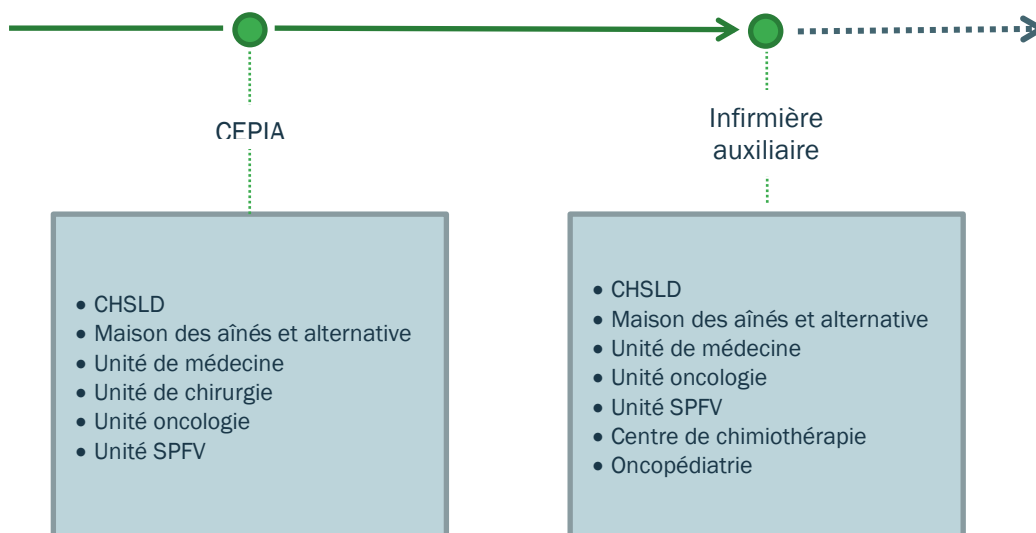 CEPIA
Infirmière
auxiliaire
• CHSLD
• Maison des aînés et alternative
• Unité de médecine
• Unité de chirurgie
• Unité oncologie
• Unité SPFV
• CHSLD
• Maison des aînés et alternative
• Unité de médecine
• Unité oncologie
• Unité SPFV
• Centre de chimiothérapie
• Oncopédiatrie